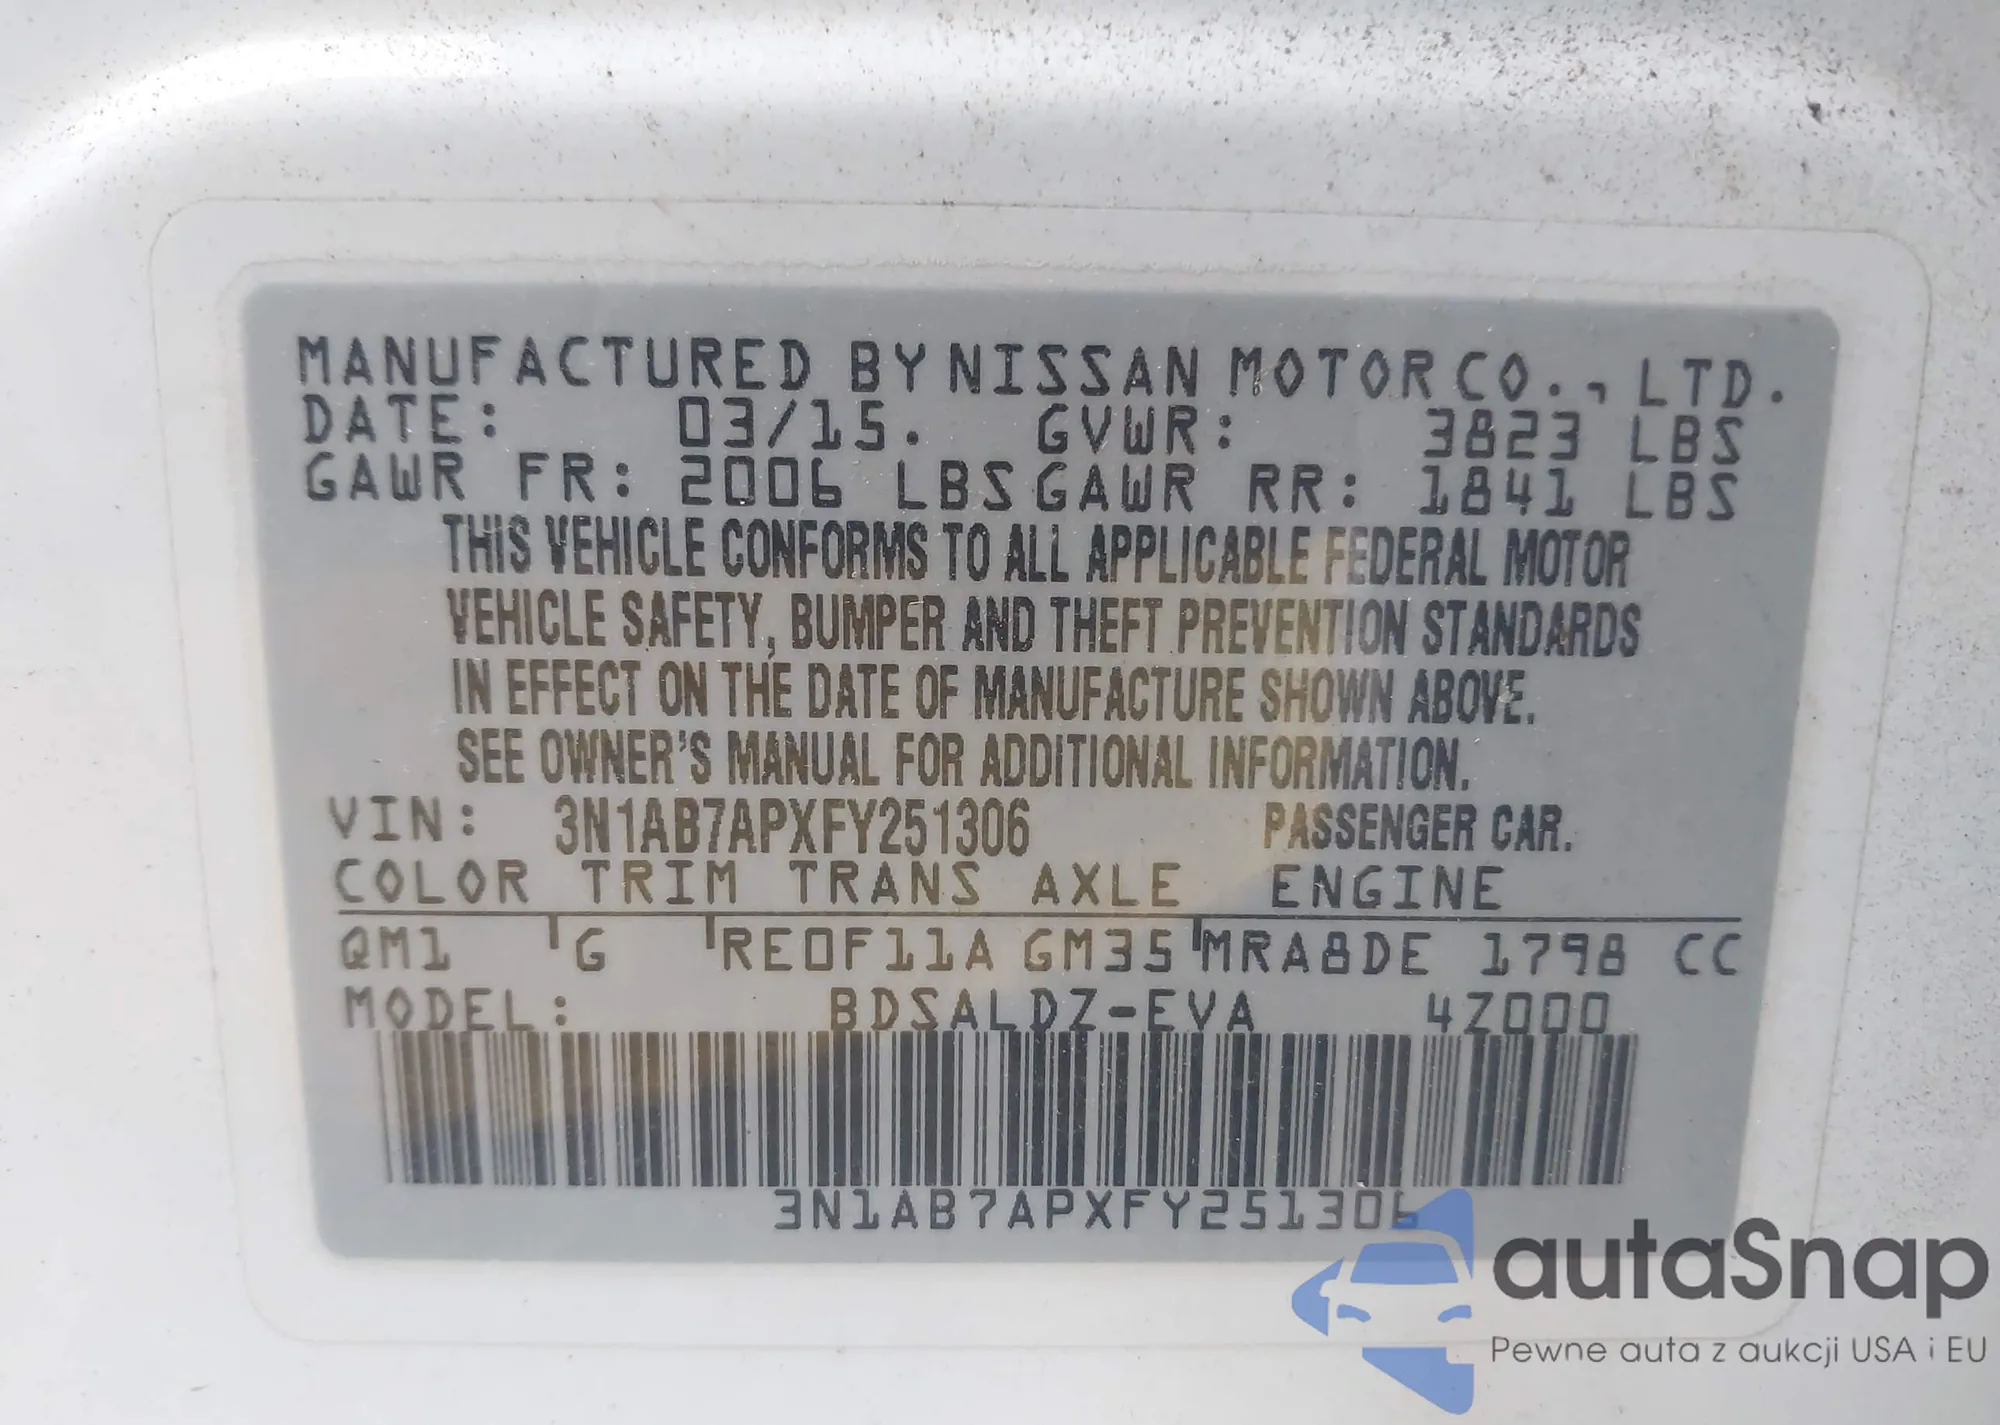 MANUFACTURED BY NISSAN MOTOR CO., LTD.
DATE: 03/15. GVWR: 3823 LBS
GAWR FR: 2006 LBS GAWR RR: 1841 LBS
THIS VEHICLE CONFORMS TO ALL APPLICABLE FEDERAL MOTOR
VEHICLE SAFETY, BUMPER AND THEFT PREVENTION STANDARDS
IN EFFECT ON THE DATE OF MANUFACTURE SHOWN ABOVE.
SEE OWNER'S MANUAL FOR ADDITIONAL INFORMATION.
VIN: 3N1AB7APXFY251306 PASSENGER CAR.
COLOR TRIM TRANS AXLE ENGINE
QM1 G RE0F11A GM35 MRA8DE 1798 CC
MODEL: BDSALDZ-EVA 4Z000
3N1AB7APXFY251306
autaSnap
Pewne auta z aukcji USA i EU